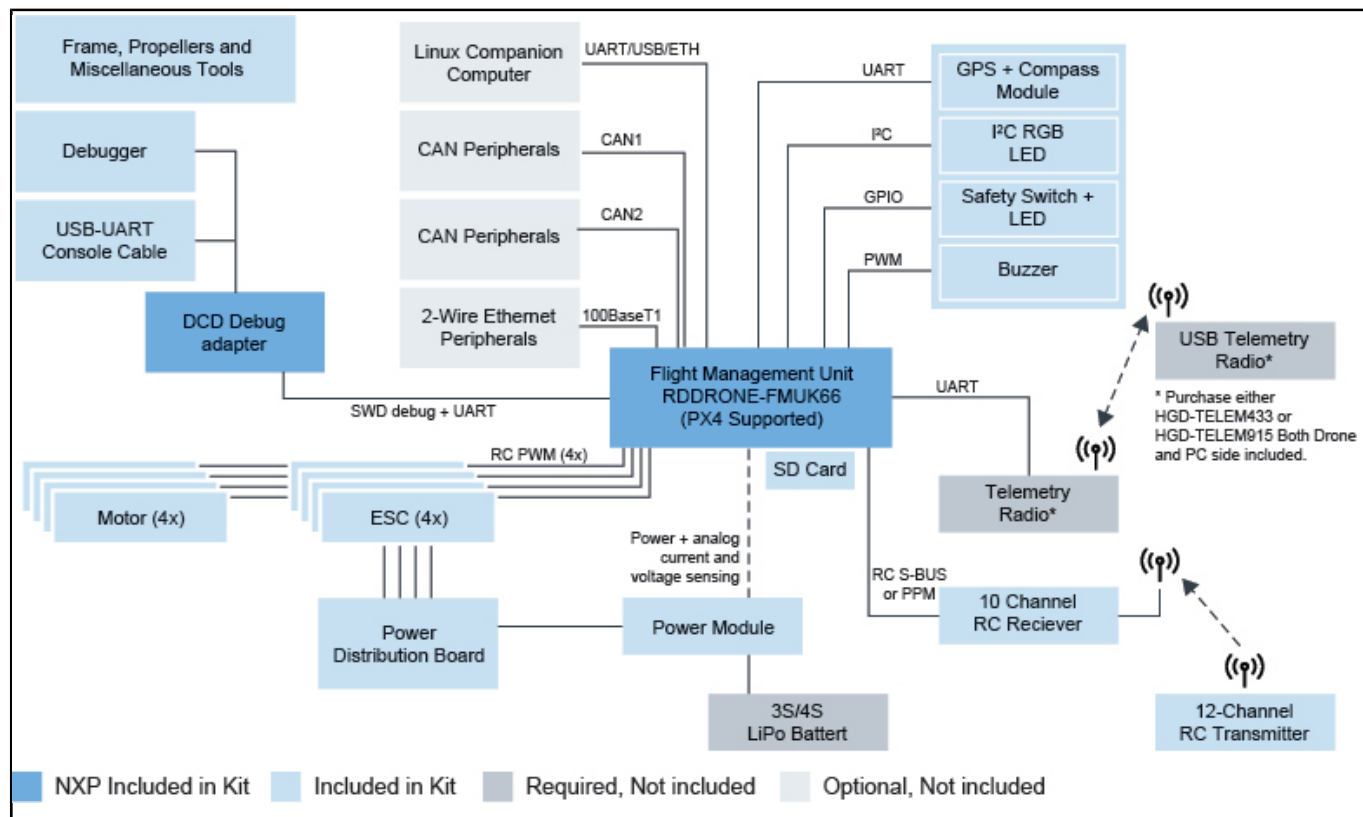 Frame, Propellers and
Miscellaneous Tools
Debugger
USB-UART
Console Cable
DCD Debug
adapter
Linux Companion
Computer
UART/USB/ETH
CAN Peripherals
CAN1
CAN Peripherals
CAN2
2-Wire Ethernet
Peripherals
100BaseT1
UART
GPS + Compass
Module
I²C
I²C RGB
LED
GPIO
Safety Switch +
LED
PWM
Buzzer
USB Telemetry
Radio*
* Purchase either
HGD-TELEM433 or
HGD-TELEM915 Both Drone
and PC side included.
Flight Management Unit
RDDRONE-FMUK66
(PX4 Supported)
SWD debug + UART
UART
RC PWM (4x)
SD Card
Telemetry
Radio*
Motor (4x)
ESC (4x)
Power + analog
current and
voltage sensing
RC S-BUS
or PPM
10 Channel
RC Reciever
Power
Distribution Board
Power Module
3S/4S
LiPo Battert
12-Channel
RC Transmitter
NXP Included in Kit
Included in Kit
Required, Not included
Optional, Not included